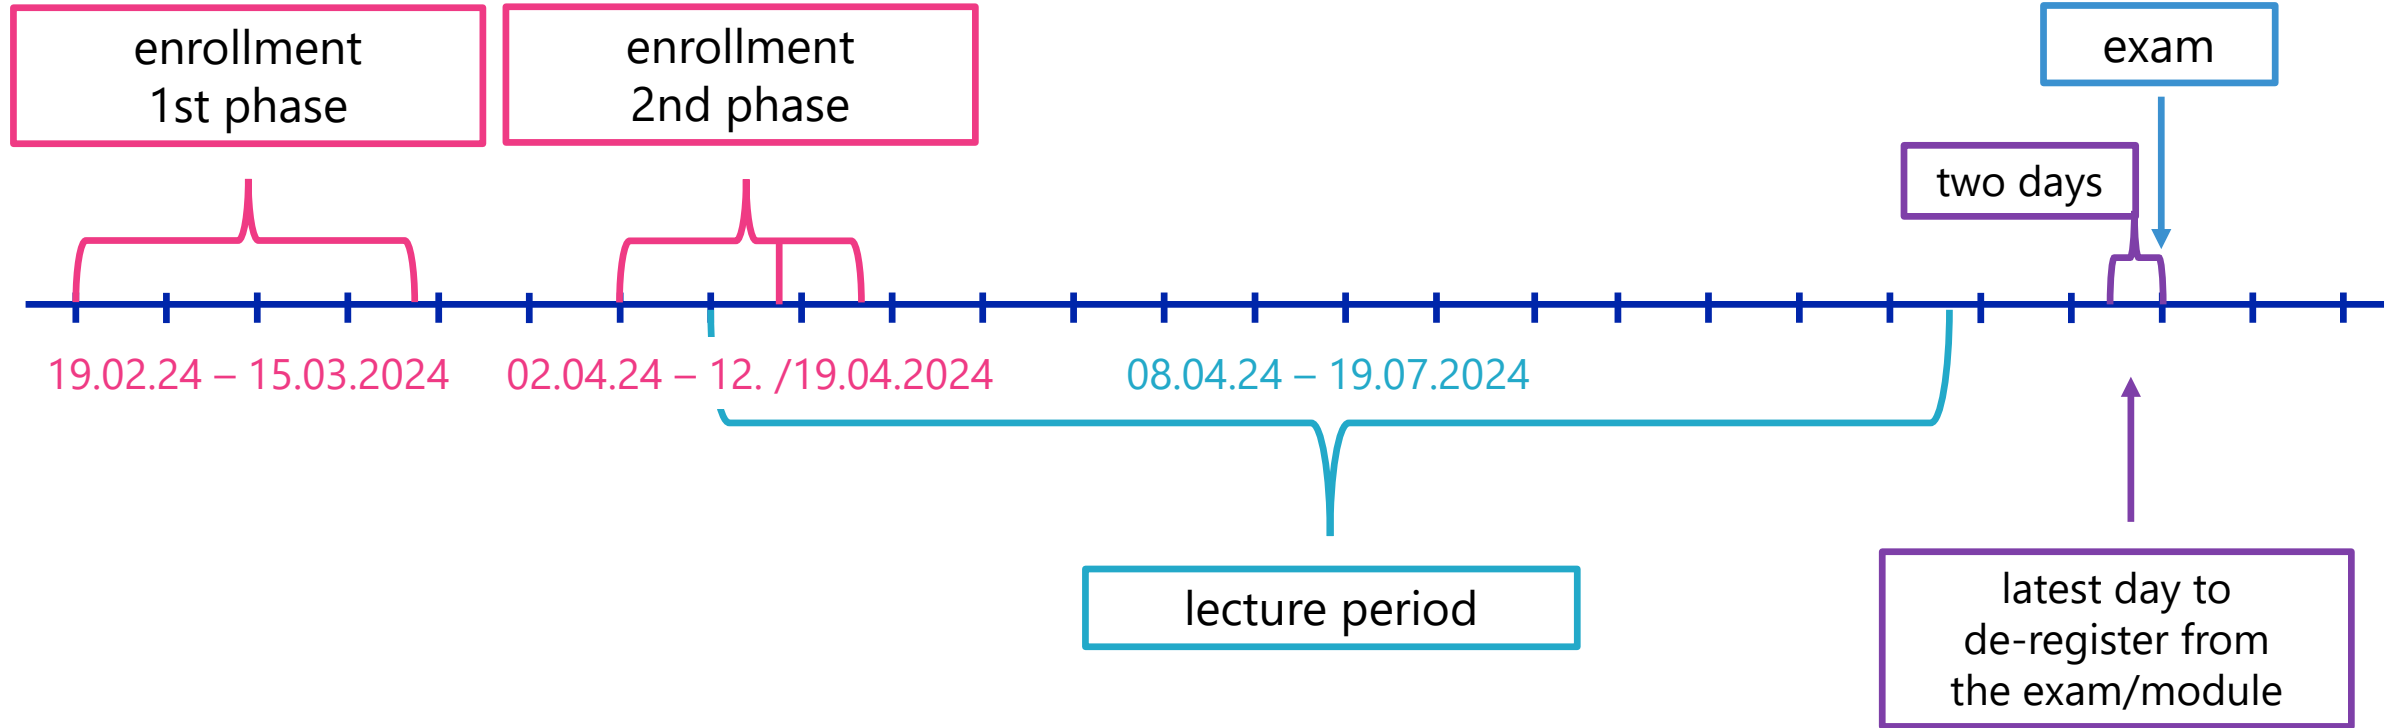 enrollment
1st phase
enrollment
2nd phase
exam
two days
19.02.24 – 15.03.2024
02.04.24 – 12. /19.04.2024
08.04.24 – 19.07.2024
lecture period
latest day to
de-register from
the exam/module